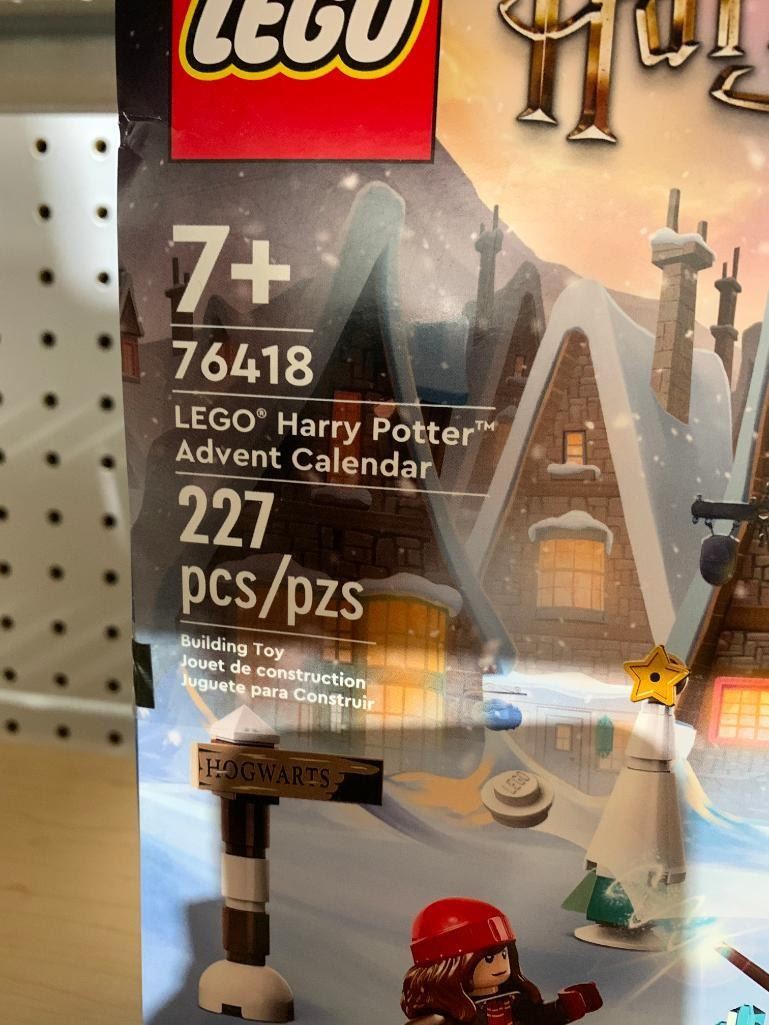 LEGO
7+
76418
LEGO® Harry Potter™
Advent Calendar
227
pcs/pzs
Building Toy
Jouet de construction
Juguete para Construir
HOGWARTS
LEGO